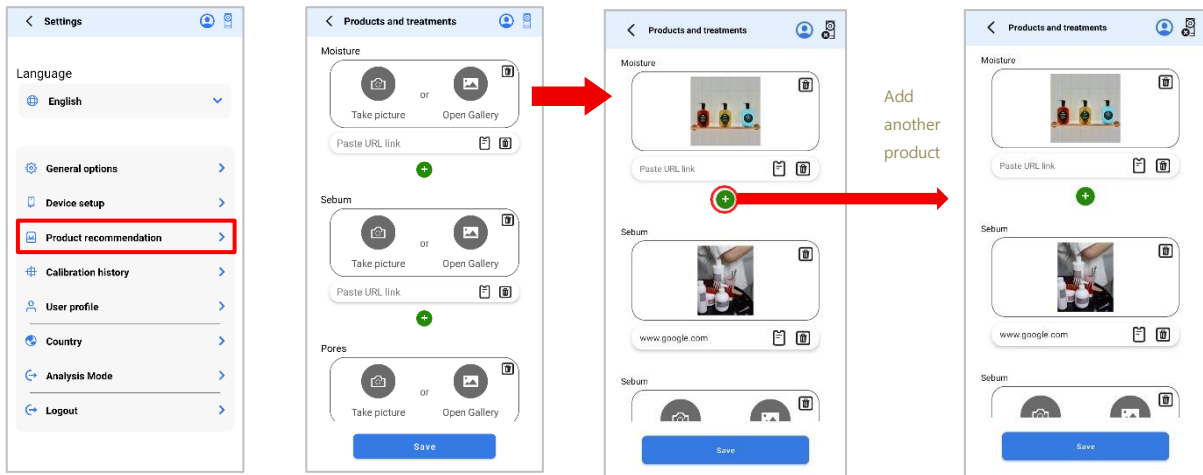 Settings
Language
English
General options
Device setup
Product recommendation
Calibration history
User profile
Country
Analysis Mode
Logout
Products and treatments
Moisture
or
Take picture
Open Gallery
Paste URL link
Sebum
or
Take picture
Open Gallery
Paste URL link
Pores
or
Take picture
Open Gallery
Save
Products and treatments
Moisture
Paste URL link
Sebum
www.google.com
Sebum
Save
Add
another
product
Products and treatments
Moisture
Paste URL link
Sebum
www.google.com
Sebum
Save